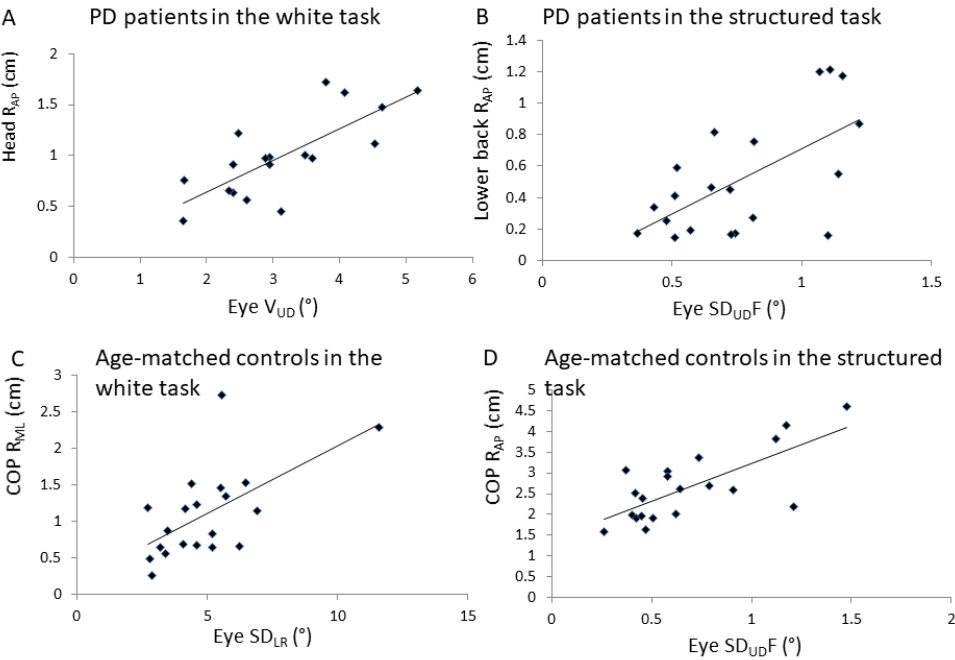 A PD patients in the white task
Head R_AP (cm)
2
1.5
1
0.5
0
0 1 2 3 4 5 6
Eye V_UD (°)
B PD patients in the structured task
Lower back R_AP (cm)
1.4
1.2
1
0.8
0.6
0.4
0.2
0
0 0.5 1 1.5
Eye SD_UDF (°)
C Age-matched controls in the
white task
COP R_ML (cm)
3
2.5
2
1.5
1
0.5
0
0 5 10 15
Eye SD_LR (°)
D Age-matched controls in the structured
task
COP R_AP (cm)
5
4.5
4
3.5
3
2.5
2
1.5
1
0.5
0
0 0.5 1 1.5 2
Eye SD_UDF (°)